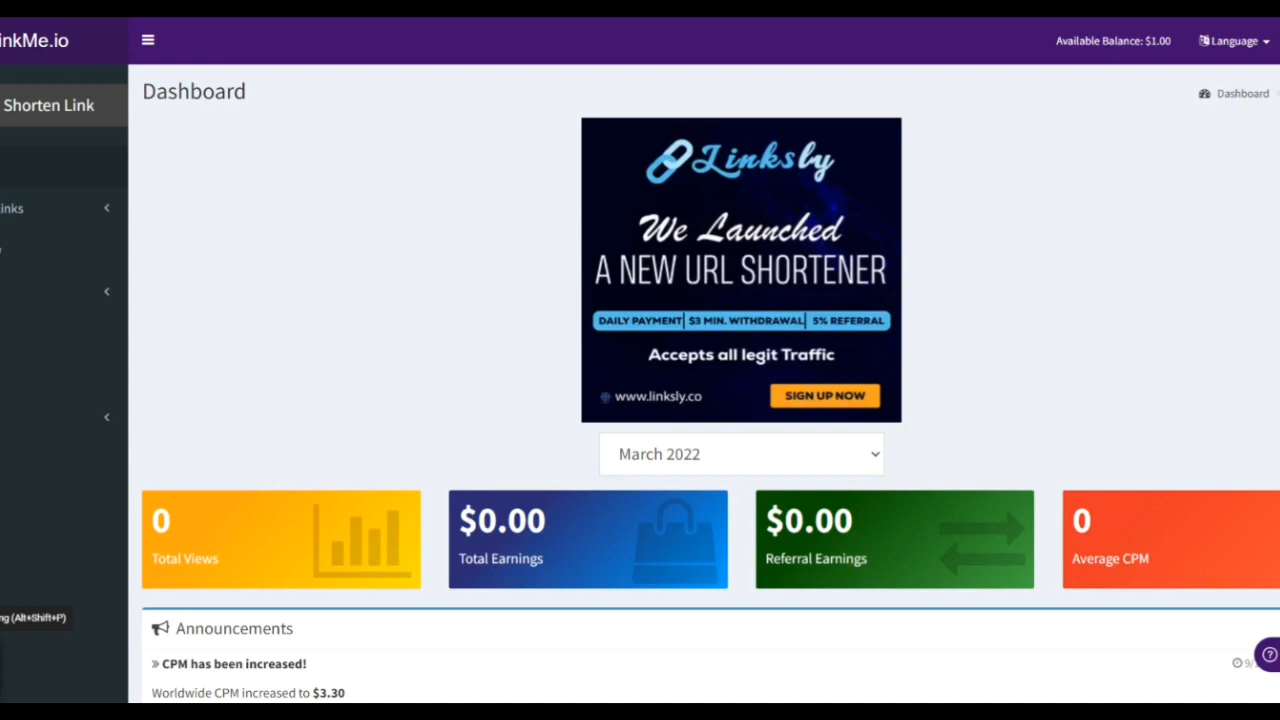 inkMe.io
Available Balance: $1.00
Language
Shorten Link
Dashboard
Dashboard
Linksly
We Launched
A NEW URL SHORTENER
DAILY PAYMENT| $3 MIN. WITHDRAWAL| 5% REFERRAL
Accepts all legit Traffic
www.linksly.co
SIGN UP NOW
inks
March 2022
0
Total Views
$0.00
Total Earnings
$0.00
Referral Earnings
0
Average CPM
ng (Alt+Shift+P)
Announcements
» CPM has been increased!
9/
Worldwide CPM increased to $3.30